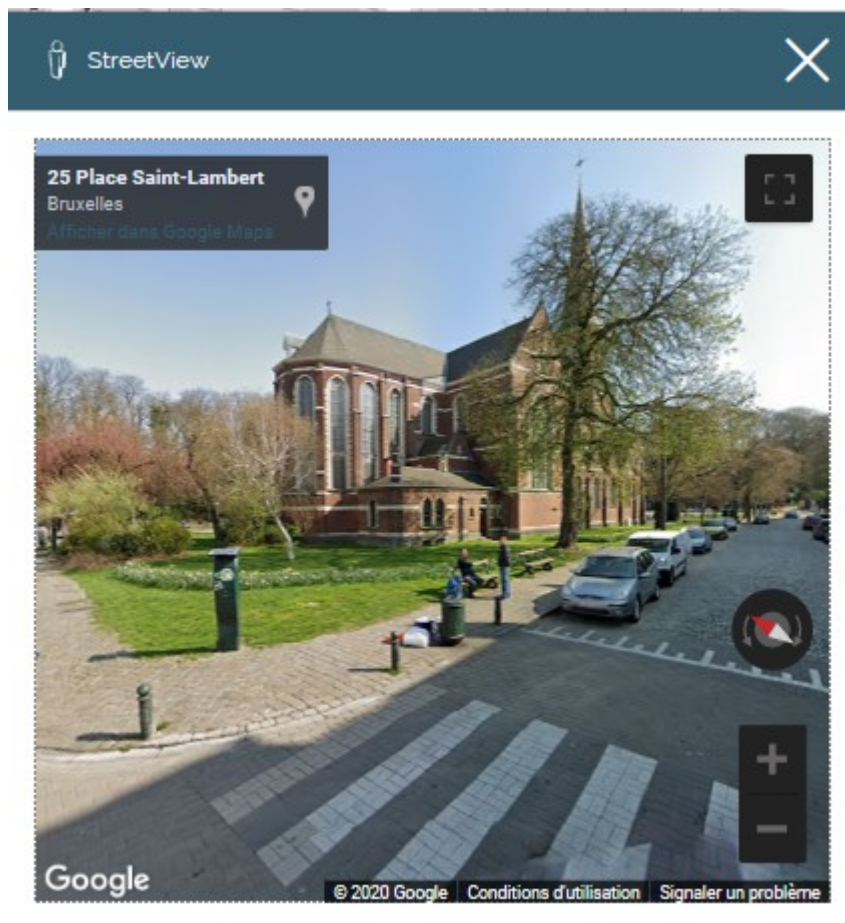 StreetView
25 Place Saint-Lambert
Bruxelles
Afficher dans Google Maps
Google
© 2020 Google Conditions d'utilisation Signaler un problème